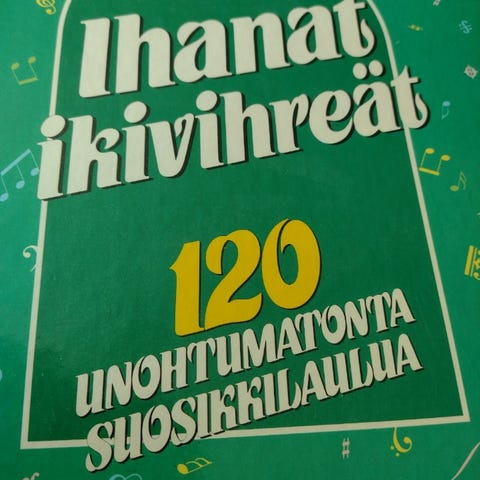 Ihanat
ikivihreät
120
UNOHTUMATONTA
SUOSIKKILAULUA